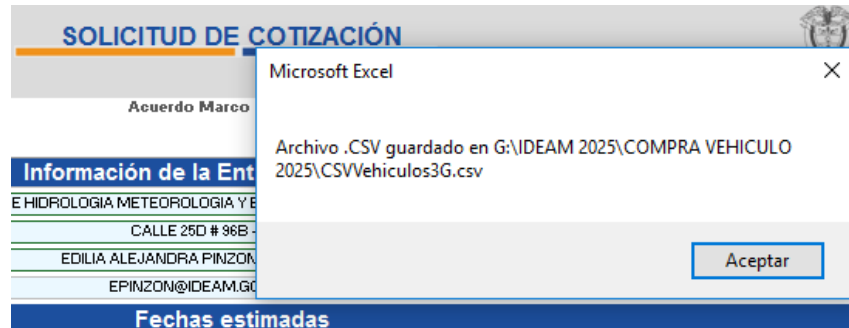 SOLICITUD DE COTIZACIÓN
Microsoft Excel
Acuerdo Marco
Archivo .CSV guardado en G:\IDEAM 2025\COMPRA VEHICULO
2025\CSVVehiculos3G.csv
Información de la Ent
E HIDROLOGIA METEOROLOGIA Y E
CALLE 25D # 96B -
EDILIA ALEJANDRA PINZON
Aceptar
EPINZON@IDEAM.GO
Fechas estimadas